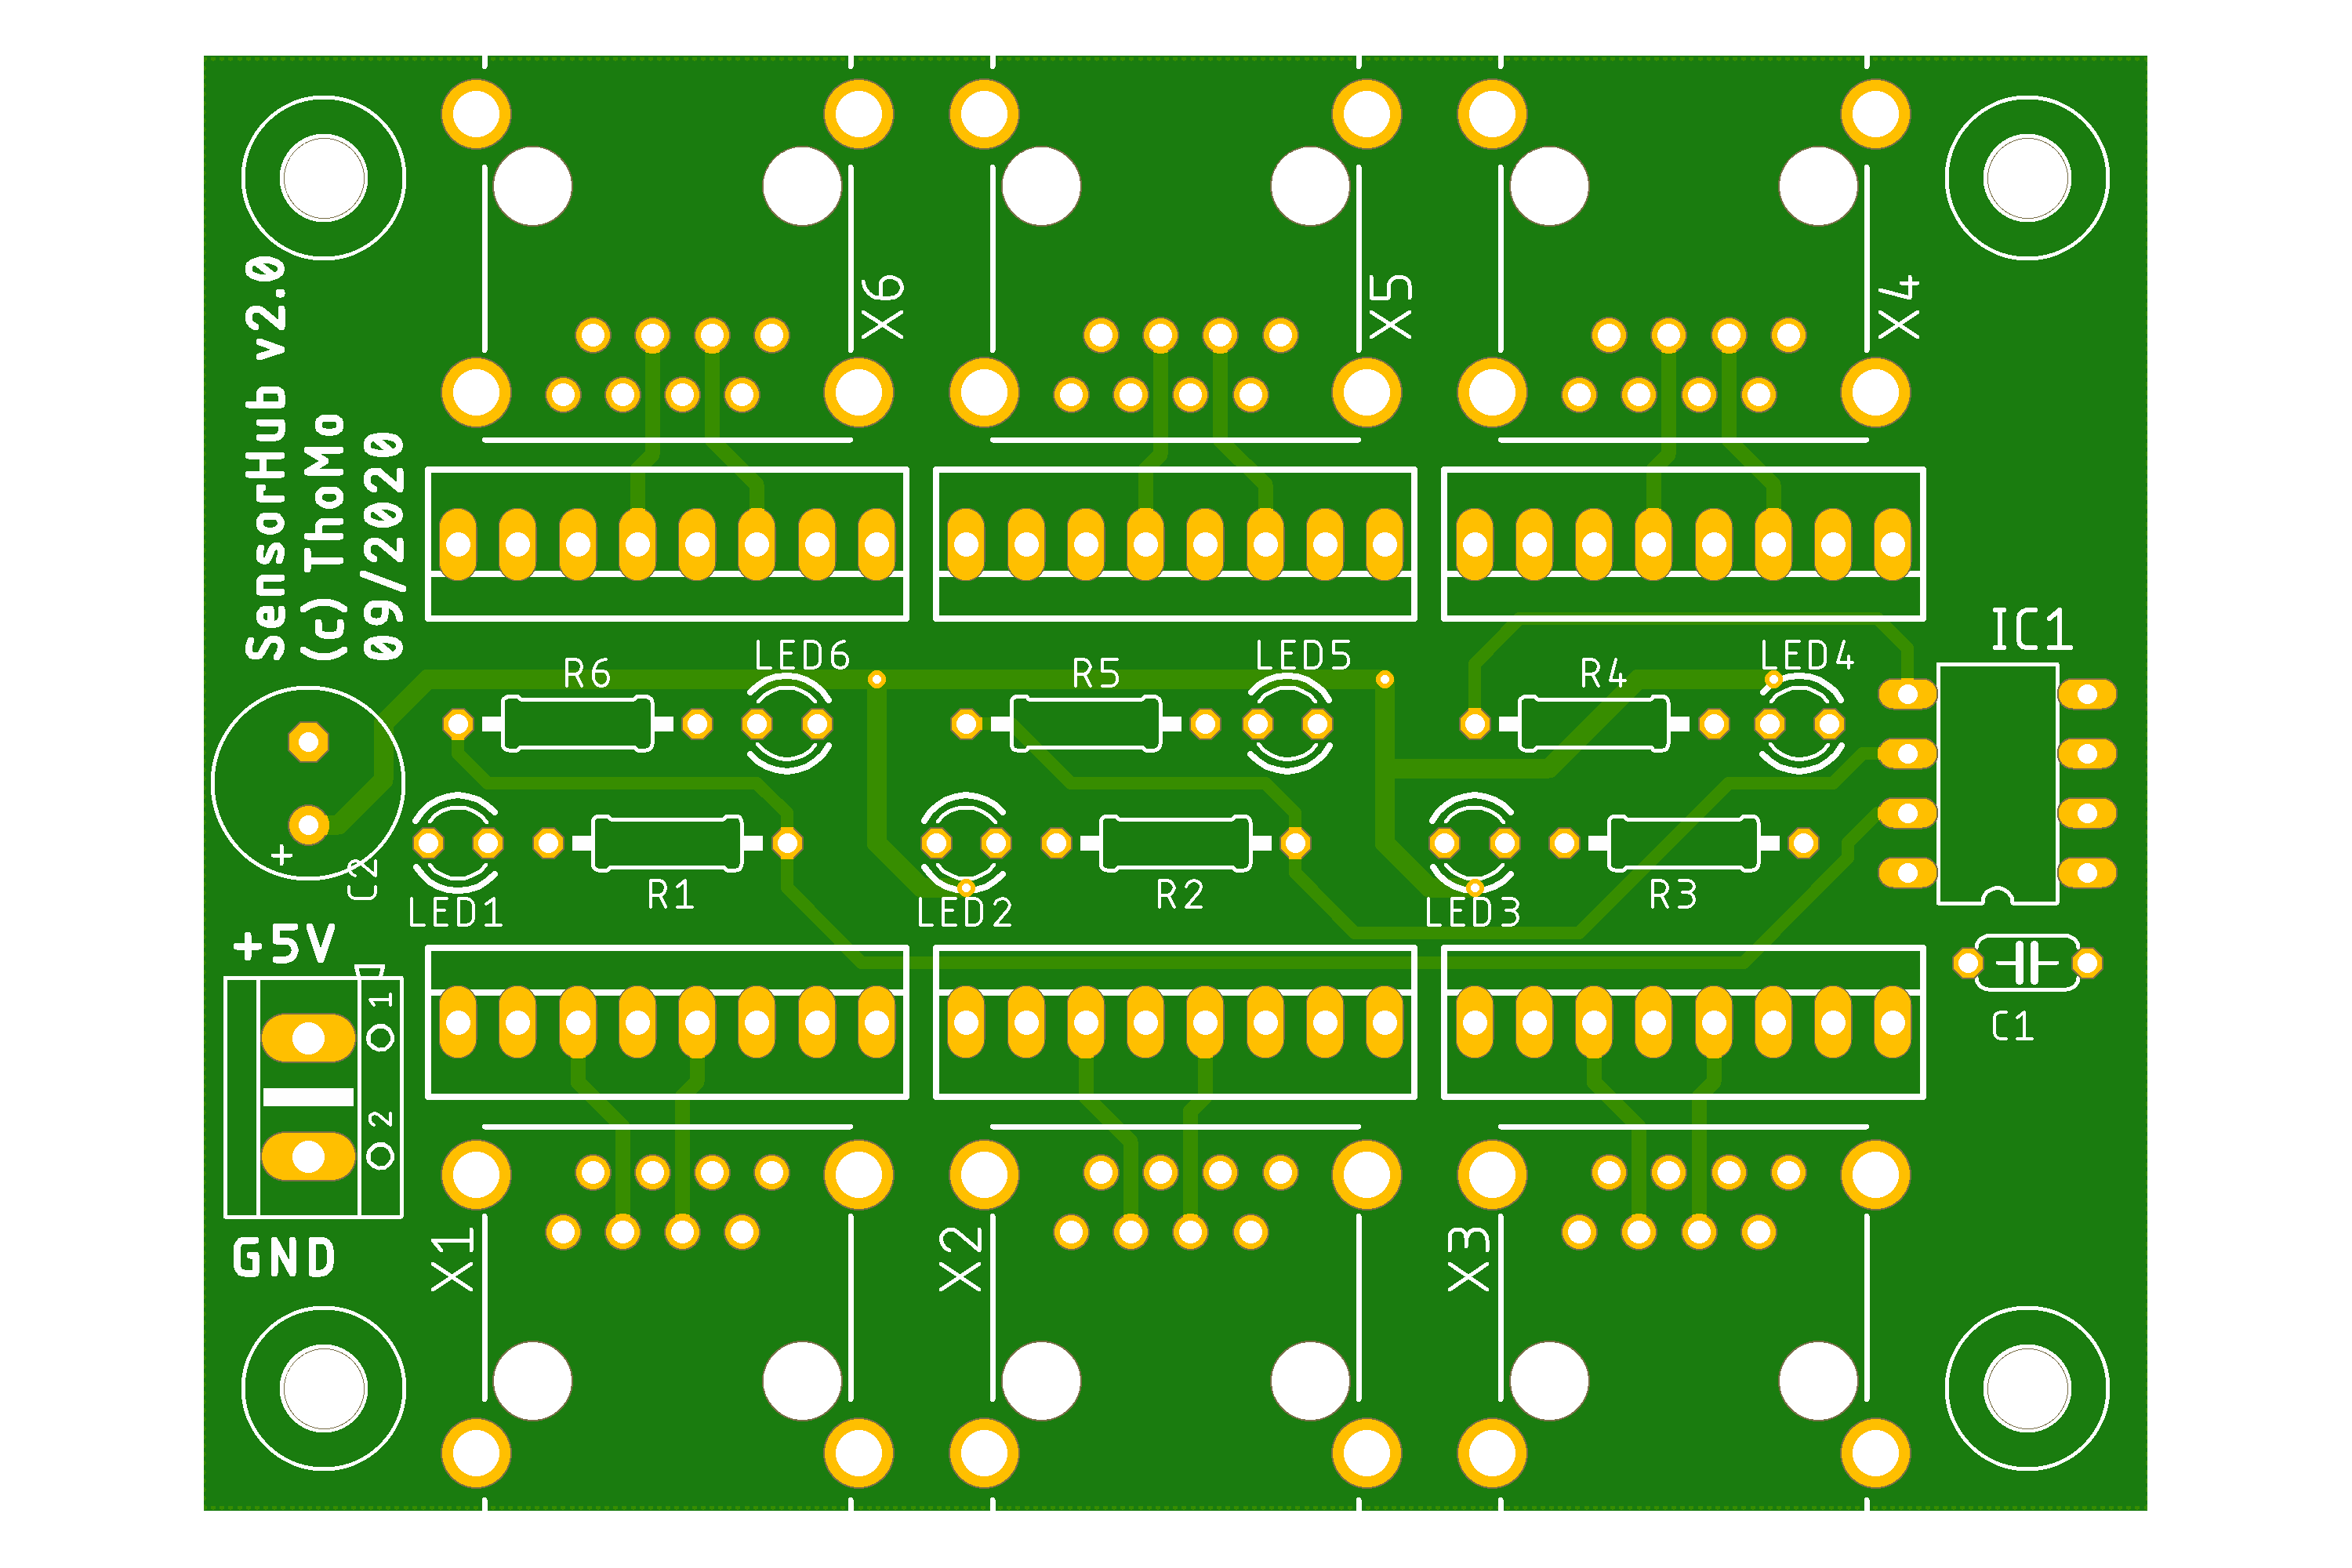 SensorHub v2.0
(c) ThoMo
09/2020
X6
X5
X4
IC1
LED6
LED5
LED4
R6
R5
R4
+
C2
LED1
LED2
LED3
R1
R2
R3
+5V
1
2
C1
GND
X1
X2
X3